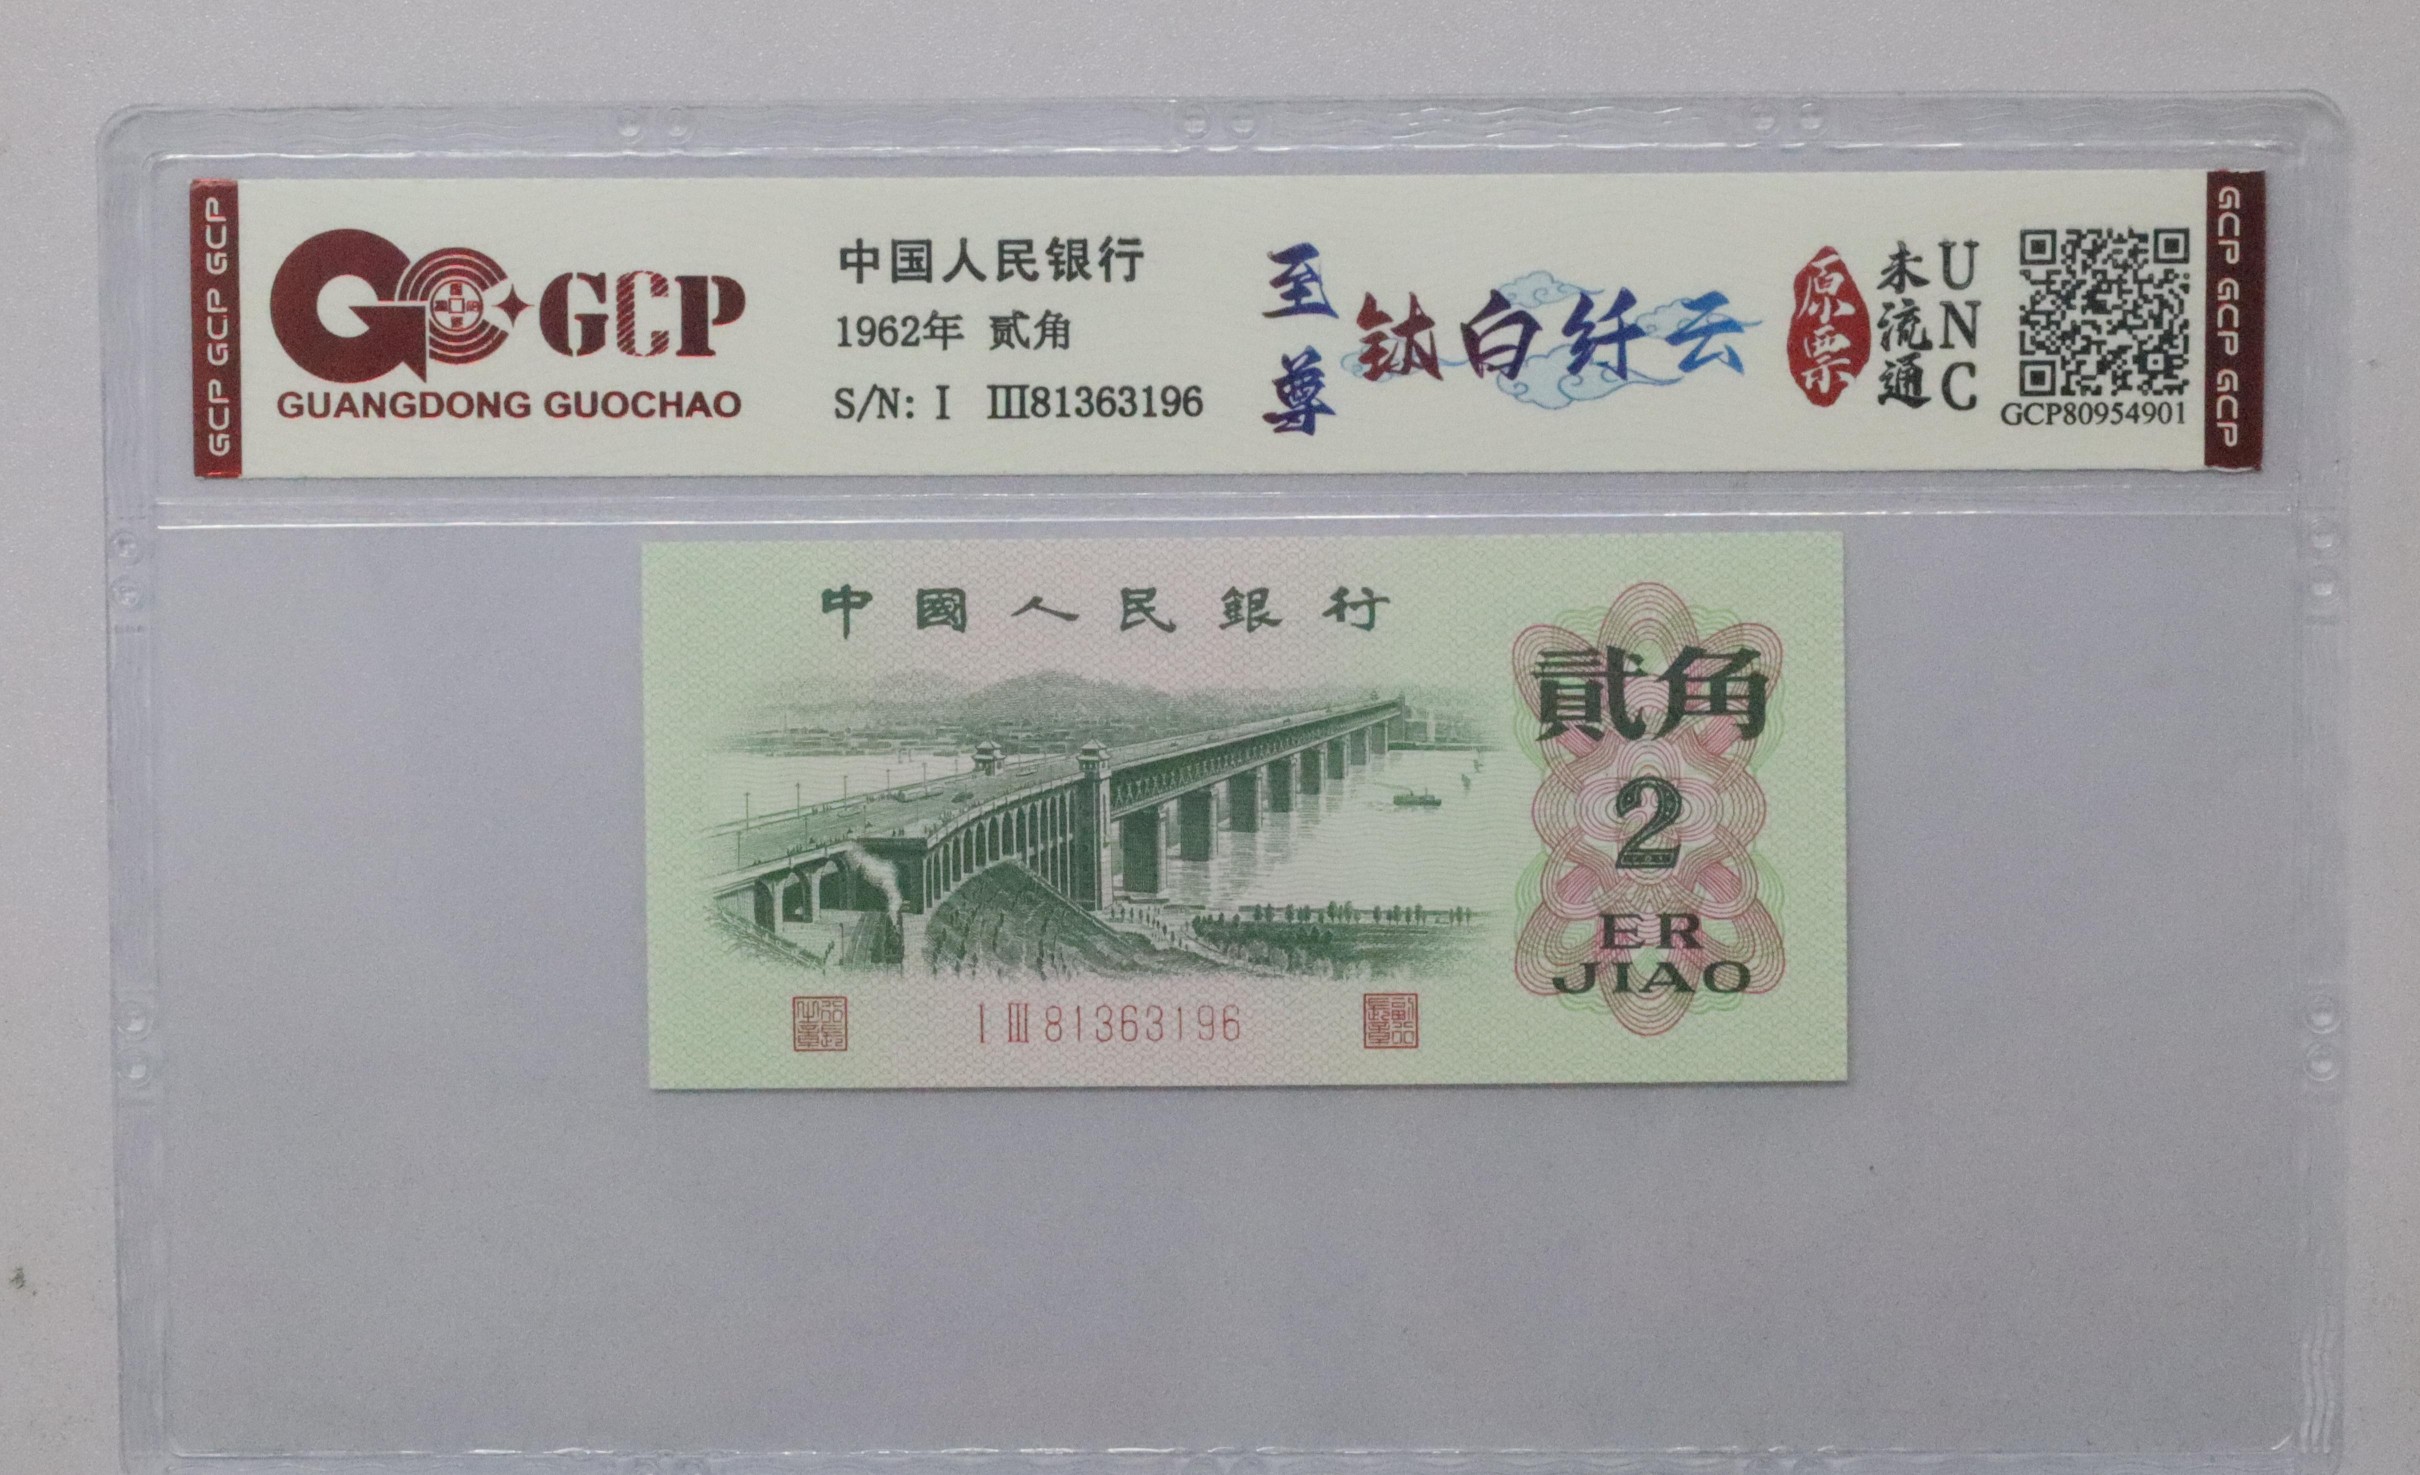 GCP GCP GCP
GCP
GUANGDONG GUOCHAO
中国人民银行
1962年 贰角
S/N: I III81363196
至尊
钛白纤云
原票
未流通
UNC
GCP80954901
GCP GCP GCP
中國人民銀行
貳角
2
ER
JIAO
I III 81363196